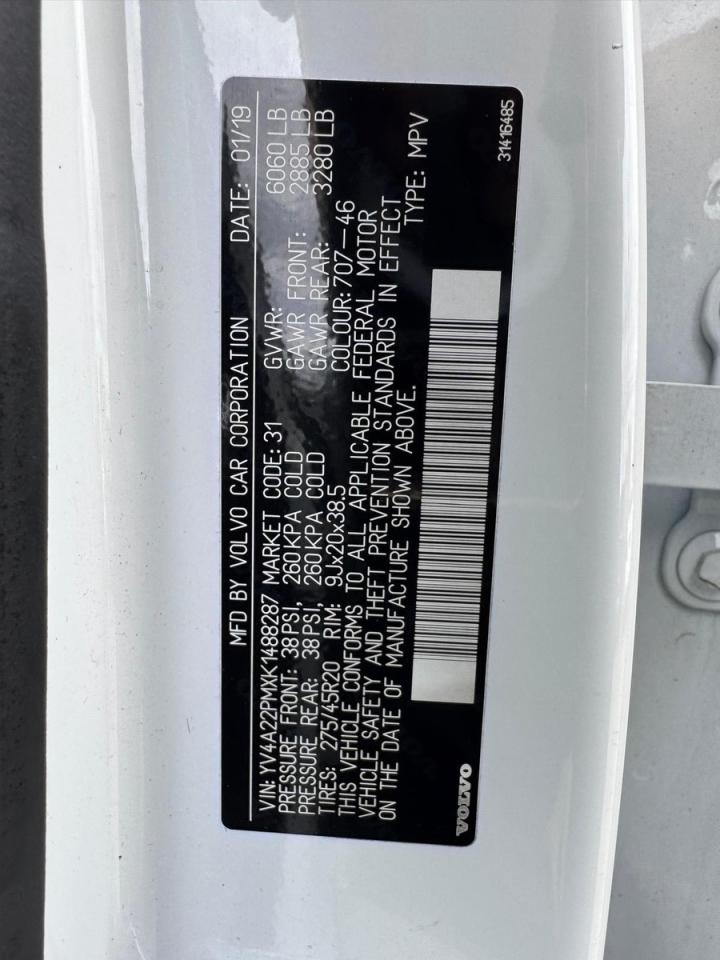 MFD BY VOLVO CAR CORPORATION DATE: 01/19
VIN: YV4A22PMXK1488287 MARKET CODE: 31 GVWR: 6060 LB
PRESSURE FRONT: 38PSI, 260KPA COLD GAWR FRONT: 2885 LB
PRESSURE REAR: 38PSI, 260KPA COLD GAWR REAR: 3280 LB
TIRES: 275/45R20 RIM: 9Jx20x38.5 COLOUR: 707—46
THIS VEHICLE CONFORMS TO ALL APPLICABLE FEDERAL MOTOR
VEHICLE SAFETY AND THEFT PREVENTION STANDARDS IN EFFECT
ON THE DATE OF MANUFACTURE SHOWN ABOVE. TYPE: MPV
VOLVO
31416485